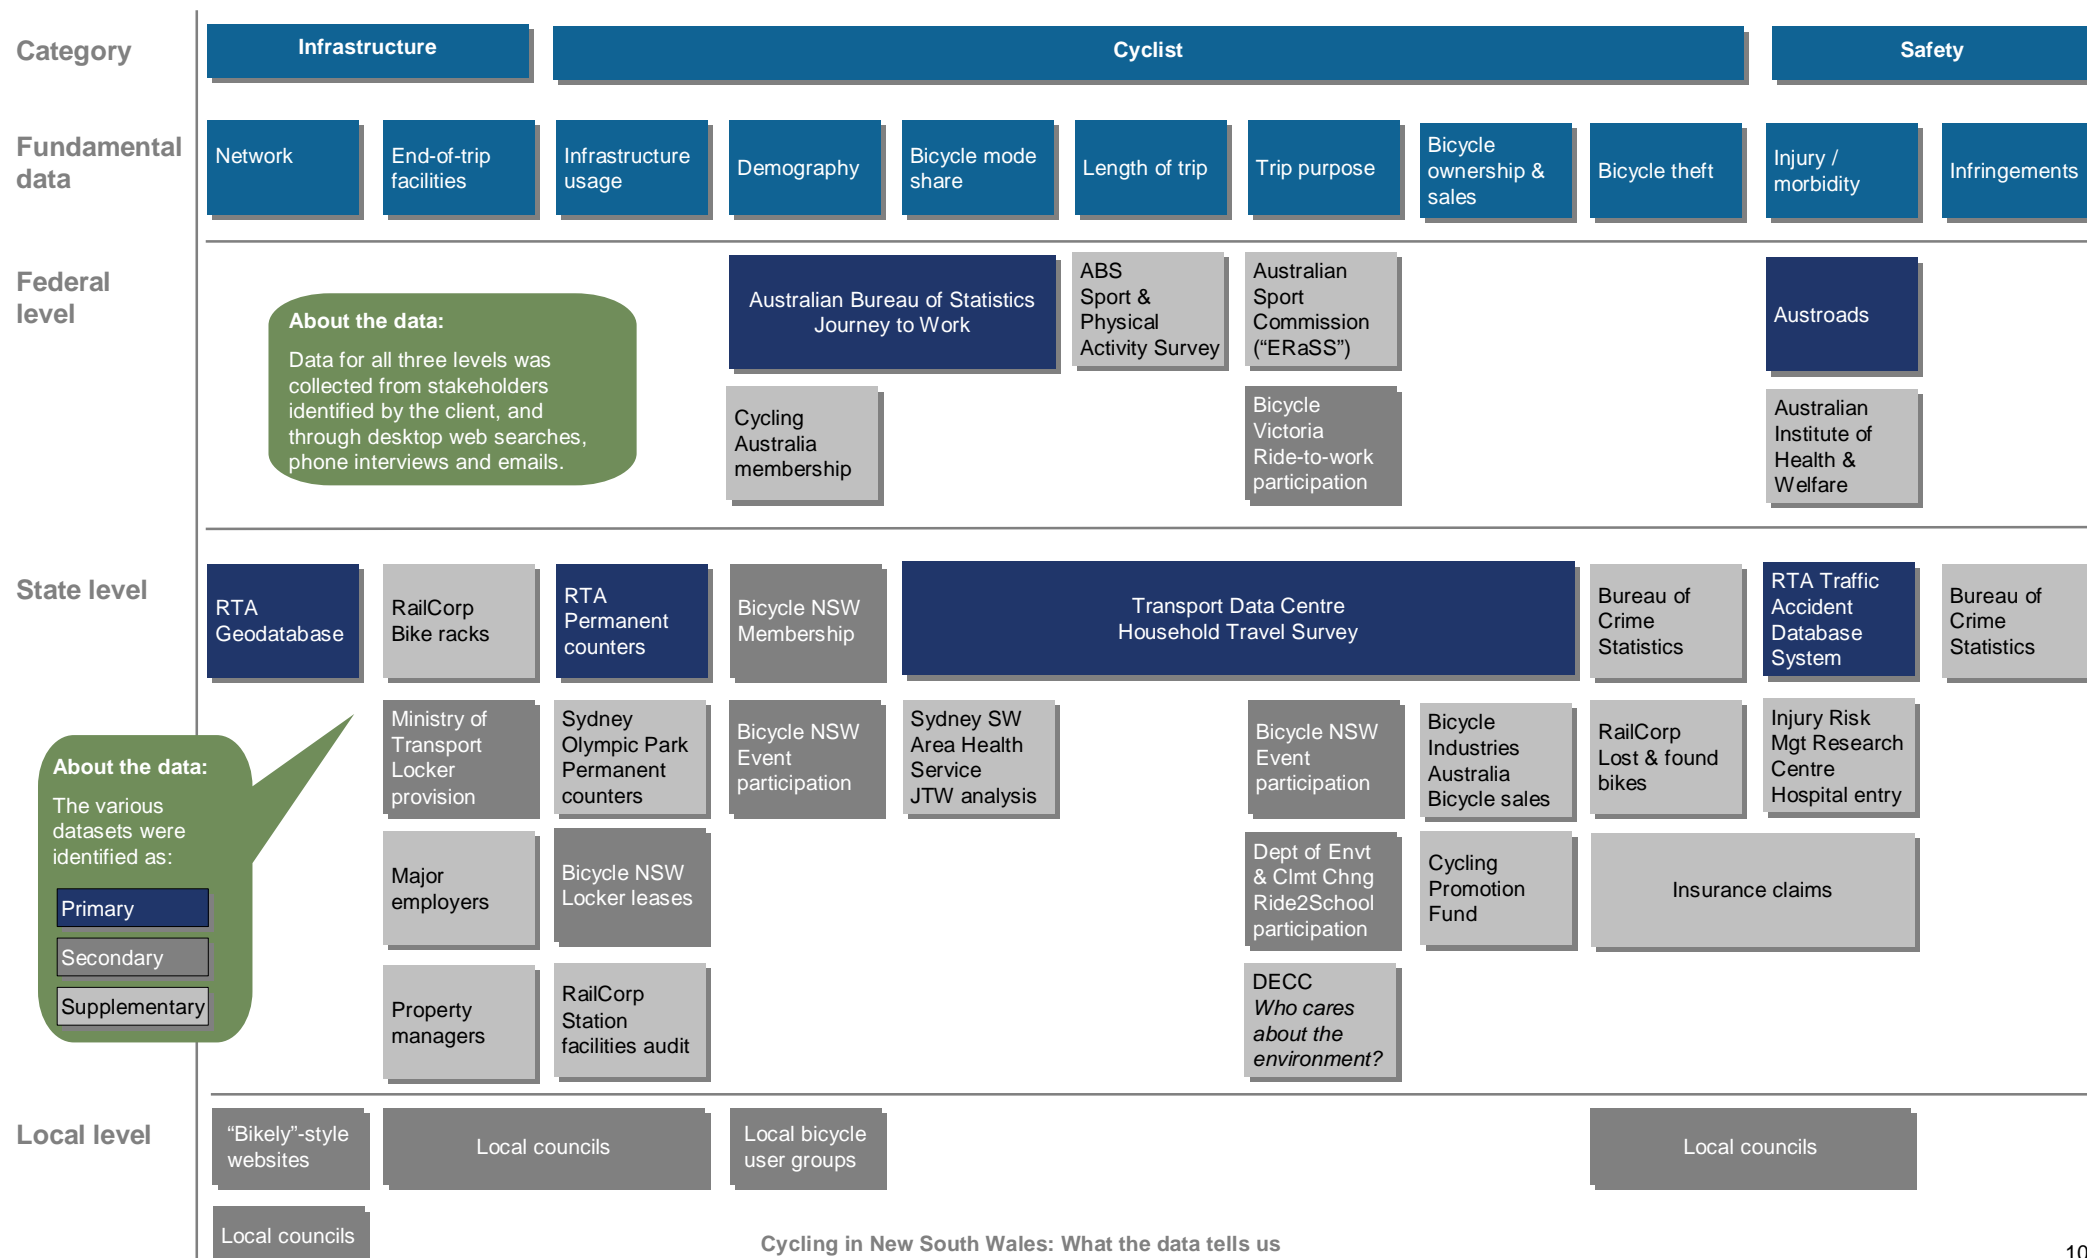 Category
Infrastructure
Cyclist
Safety
Fundamental
data
Network
End-of-trip
facilities
Infrastructure
usage
Demography
Bicycle mode
share
Length of trip
Trip purpose
Bicycle
ownership &
sales
Bicycle theft
Injury /
morbidity
Infringements
Federal
level
About the data:
Data for all three levels was
collected from stakeholders
identified by the client, and
through desktop web searches,
phone interviews and emails.
Australian Bureau of Statistics
Journey to Work
ABS
Sport &
Physical
Activity Survey
Australian
Sport
Commission
(“ERaSS”)
Austroads
Cycling
Australia
membership
Bicycle
Victoria
Ride-to-work
participation
Australian
Institute of
Health &
Welfare
State level
RTA
Geodatabase
RailCorp
Bike racks
RTA
Permanent
counters
Bicycle NSW
Membership
Transport Data Centre
Household Travel Survey
Bureau of
Crime
Statistics
RTA Traffic
Accident
Database
System
Bureau of
Crime
Statistics
About the data:
The various
datasets were
identified as:
Primary
Secondary
Supplementary
Ministry of
Transport
Locker
provision
Sydney
Olympic Park
Permanent
counters
Bicycle NSW
Event
participation
Sydney SW
Area Health
Service
JTW analysis
Bicycle NSW
Event
participation
Bicycle
Industries
Australia
Bicycle sales
RailCorp
Lost & found
bikes
Injury Risk
Mgt Research
Centre
Hospital entry
Major
employers
Bicycle NSW
Locker leases
Dept of Envt
& Clmt Chng
Ride2School
participation
Cycling
Promotion
Fund
Insurance claims
Property
managers
RailCorp
Station
facilities audit
DECC
Who cares
about the
environment?
Local level
“Bikely”-style
websites
Local councils
Local bicycle
user groups
Local councils
Local councils
Cycling in New South Wales: What the data tells us
10